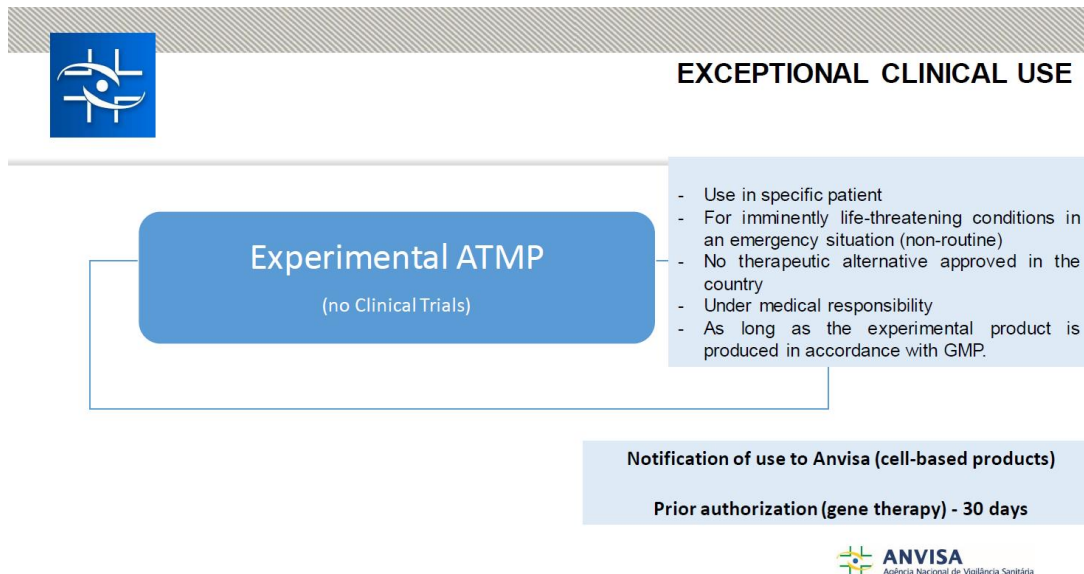 EXCEPTIONAL CLINICAL USE
Experimental ATMP
(no Clinical Trials)
- Use in specific patient
- For imminently life-threatening conditions in
an emergency situation (non-routine)
- No therapeutic alternative approved in the
country
- Under medical responsibility
- As long as the experimental product is
produced in accordance with GMP.
Notification of use to Anvisa (cell-based products)
Prior authorization (gene therapy) - 30 days
ANVISA
Agência Nacional de Vigilância Sanitária